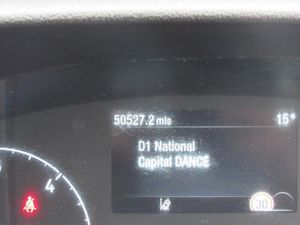 50527.2 mls 15°
D1 National
Capital DANCE
4
30